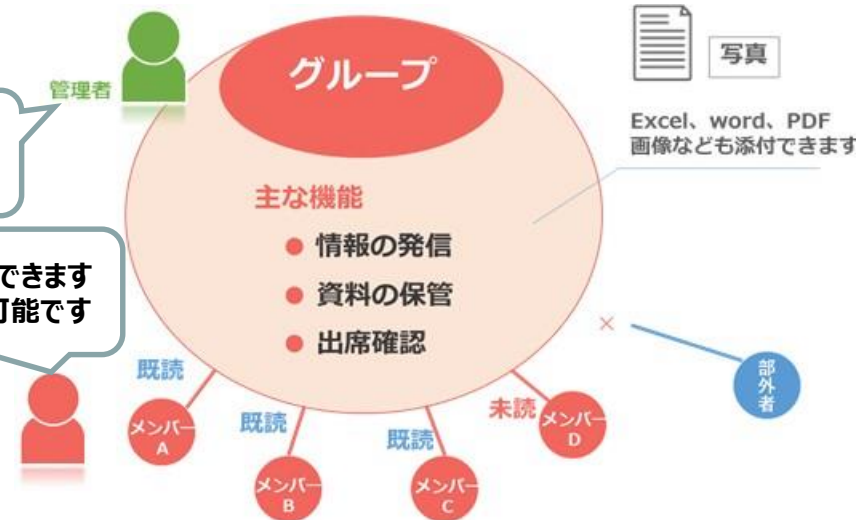 グループ
管理者
写真
Excel、word、PDF
画像なども添付できます
主な機能
● 情報の発信
● 資料の保管
● 出席確認
できます
可能です
×
既読
既読
既読
未読
メンバー
A
メンバー
B
メンバー
C
メンバー
D
部外者